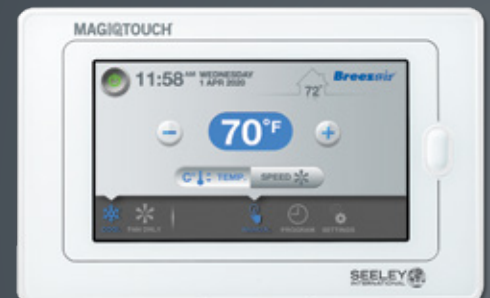 MAGIQTOUCH
11:58 AM WEDNESDAY
1 APR 2020
72°
Breezair
− 70°F +
C° TEMP. SPEED
COOL FAN ONLY MANUAL PROGRAM SETTINGS
SEELEY
INTERNATIONAL